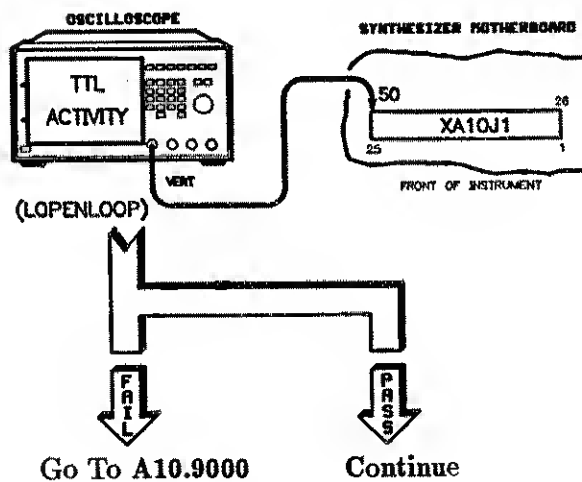 OSCILLOSCOPE
SYNTHESIZER MOTHERBOARD
TTL
ACTIVITY
50
26
XA10J1
25
1
VERT
FRONT OF INSTRUMENT
(LOPENLOOP)
FAIL
PASS
Go To A10.9000
Continue